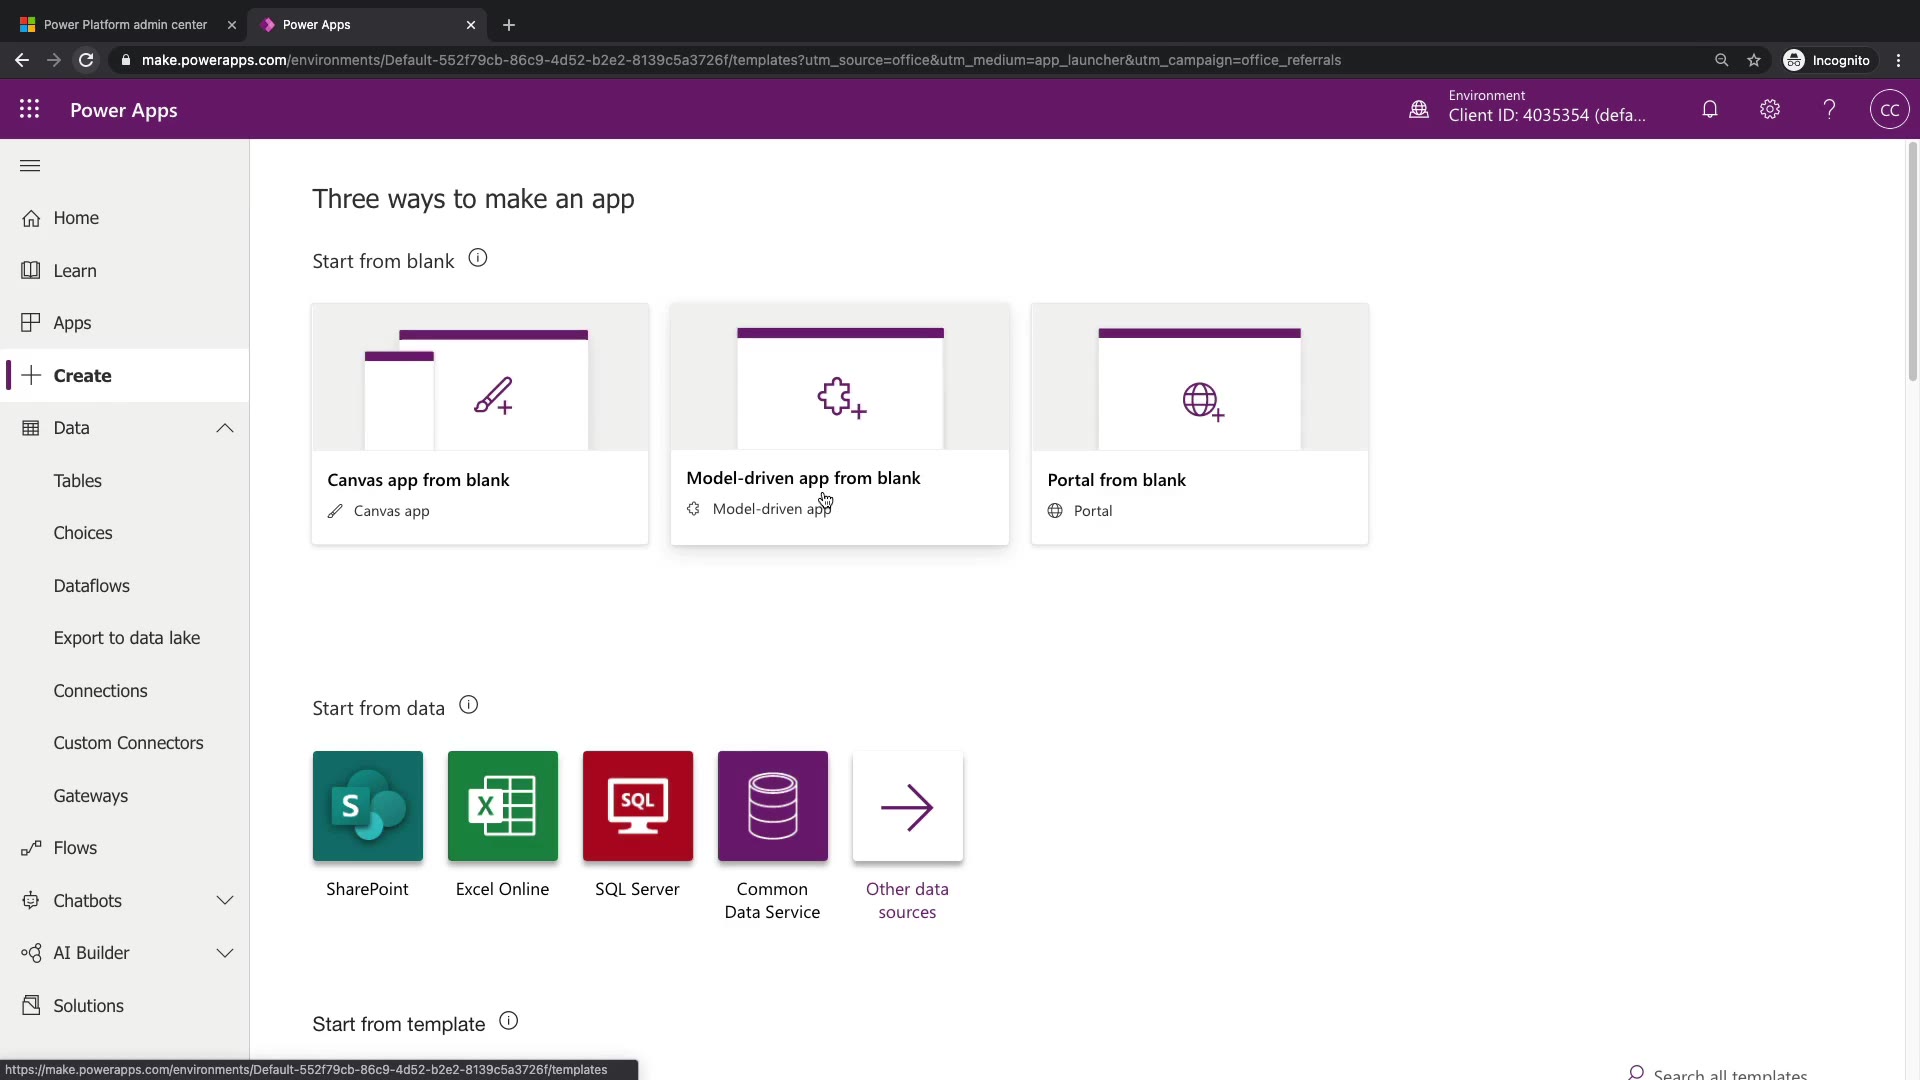 Power Platform admin center
Power Apps
make.powerapps.com/environments/Default-552f79cb-86c9-4d52-b2e2-8139c5a3726f/templates?utm_source=office&utm_medium=app_launcher&utm_campaign=office_referrals
Incognito
Power Apps
Environment
Client ID: 4035354 (defa...
CC
Home
Learn
Apps
Create
Data
Tables
Choices
Dataflows
Export to data lake
Connections
Custom Connectors
Gateways
Flows
Chatbots
AI Builder
Solutions
Three ways to make an app
Start from blank
Canvas app from blank
Canvas app
Model-driven app from blank
Model-driven app
Portal from blank
Portal
Start from data
S
X
SQL
SharePoint
Excel Online
SQL Server
Common
Data Service
Other data
sources
Start from template
Search all templates
https://make.powerapps.com/environments/Default-552f79cb-86c9-4d52-b2e2-8139c5a3726f/templates